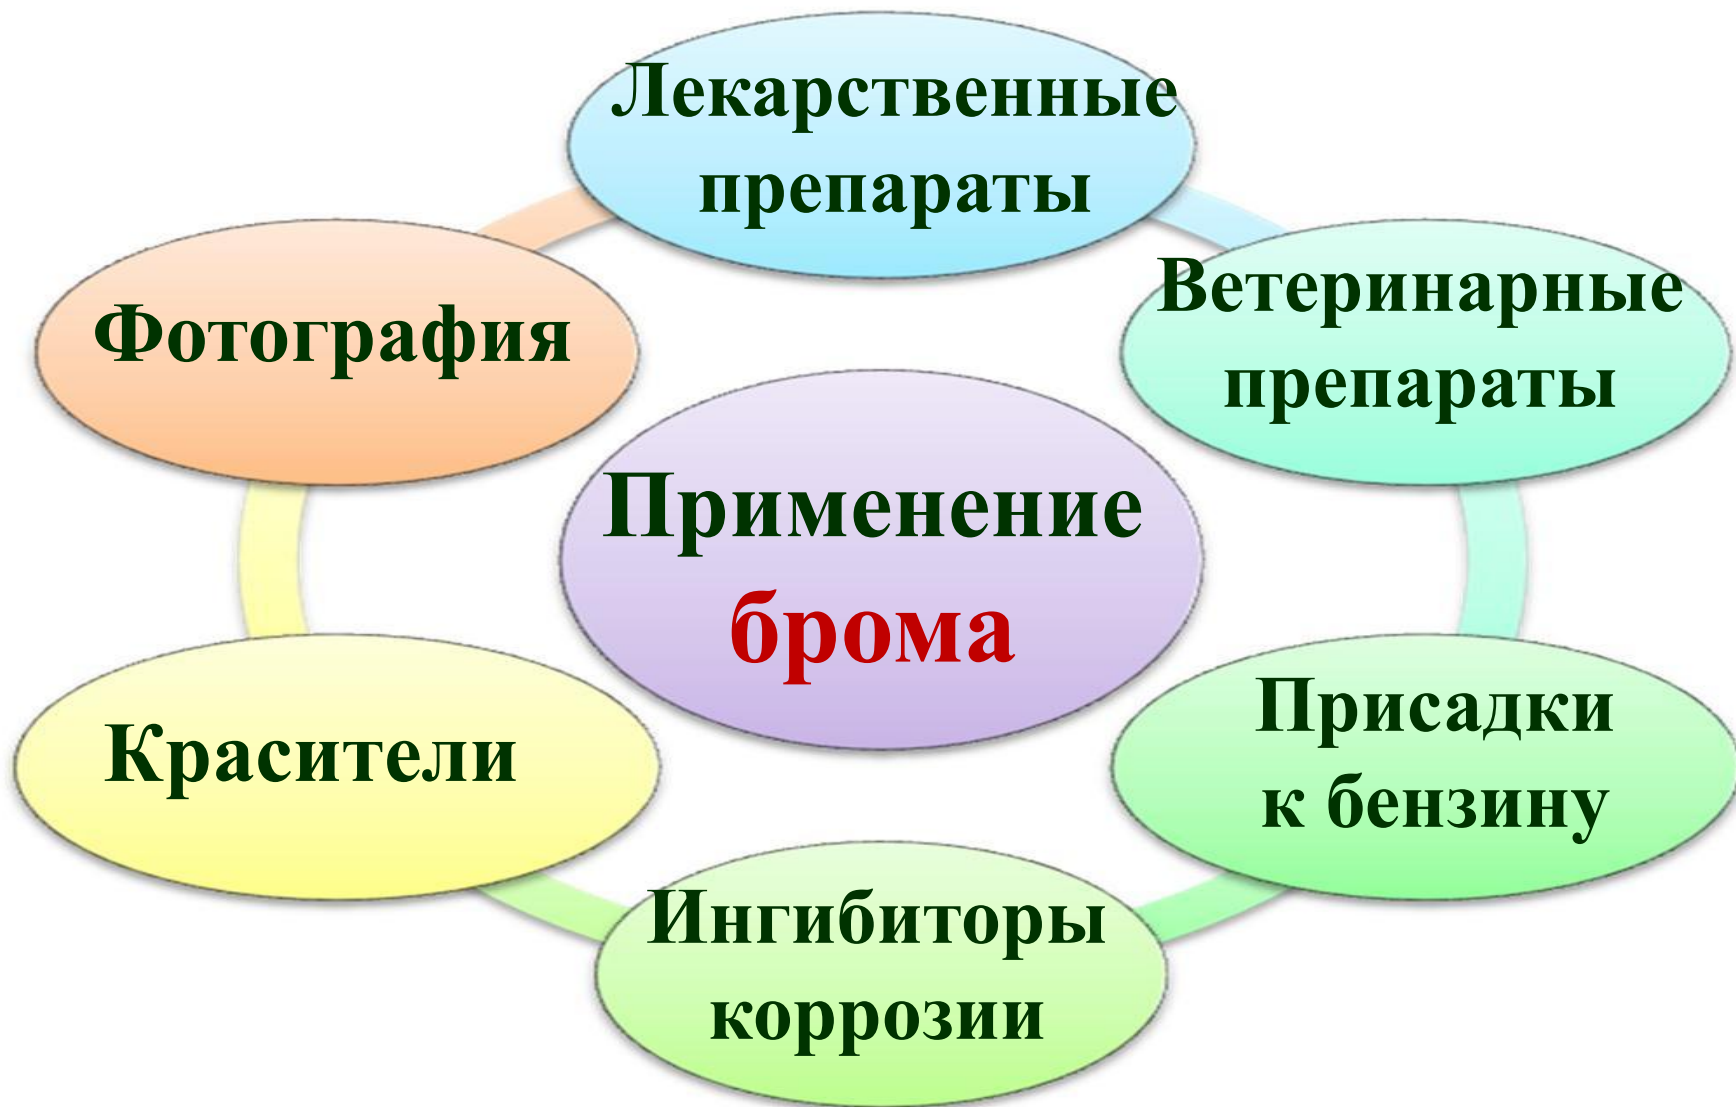 Лекарственные
препараты
Ветеринарные
препараты
Фотография
Применение
брома
Присадки
к бензину
Красители
Ингибиторы
коррозии